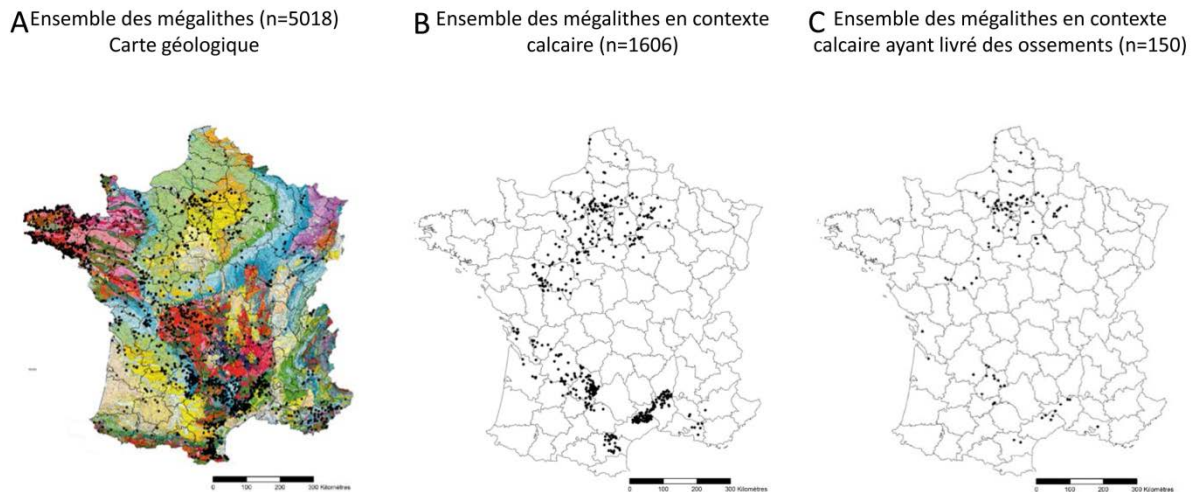 A Ensemble des mégalithes (n=5018)
Carte géologique
B Ensemble des mégalithes en contexte
calcaire (n=1606)
C Ensemble des mégalithes en contexte
calcaire ayant livré des ossements (n=150)
0 100 200 300 Kilomètres
0 100 200 300 Kilomètres
0 100 200 300 Kilomètres